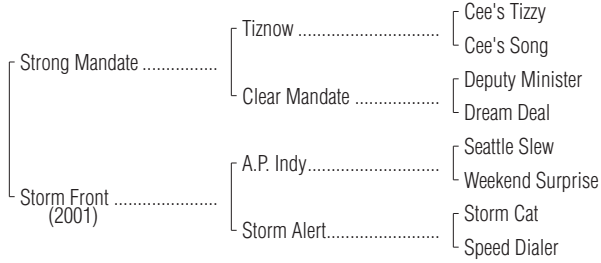 Cee's Tizzy
Tiznow ..................................
Cee's Song
Strong Mandate ..................
Deputy Minister
Clear Mandate ....................
Dream Deal
Seattle Slew
A.P. Indy................................
Weekend Surprise
Storm Front .........................
(2001)
Storm Cat
Storm Alert...........................
Speed Dialer